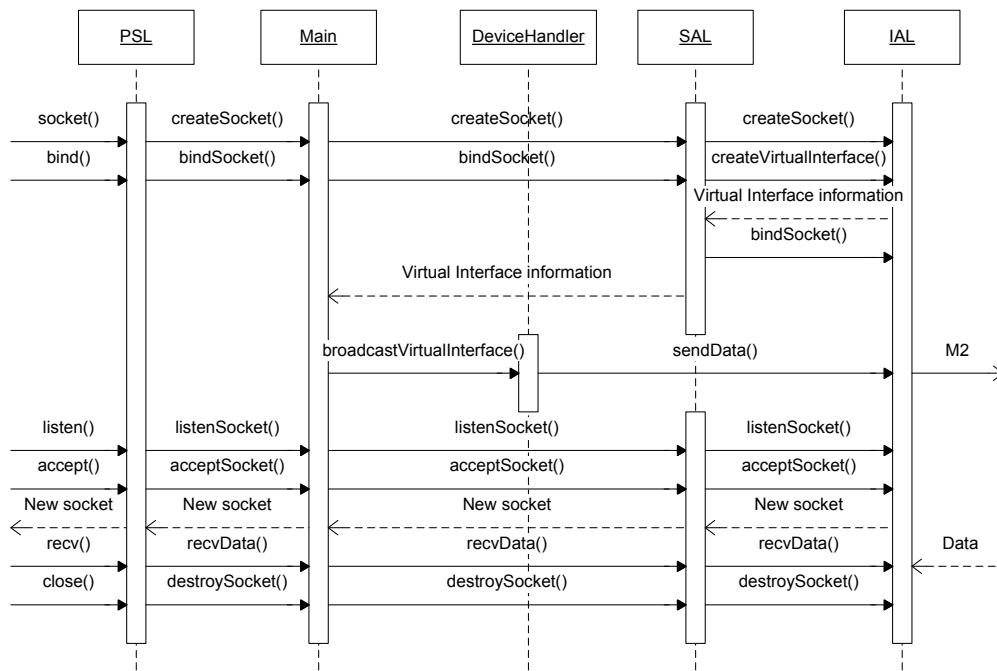 PSL Main DeviceHandler SAL IAL
socket() createSocket() createSocket() createSocket()
bind() bindSocket() bindSocket() createVirtualInterface()
Virtual Interface information
bindSocket()
Virtual Interface information
broadcastVirtualInterface() sendData() M2
listen() listenSocket() listenSocket() listenSocket()
accept() acceptSocket() acceptSocket() acceptSocket()
New socket New socket New socket New socket
recv() recvData() recvData() recvData() Data
close() destroySocket() destroySocket() destroySocket()